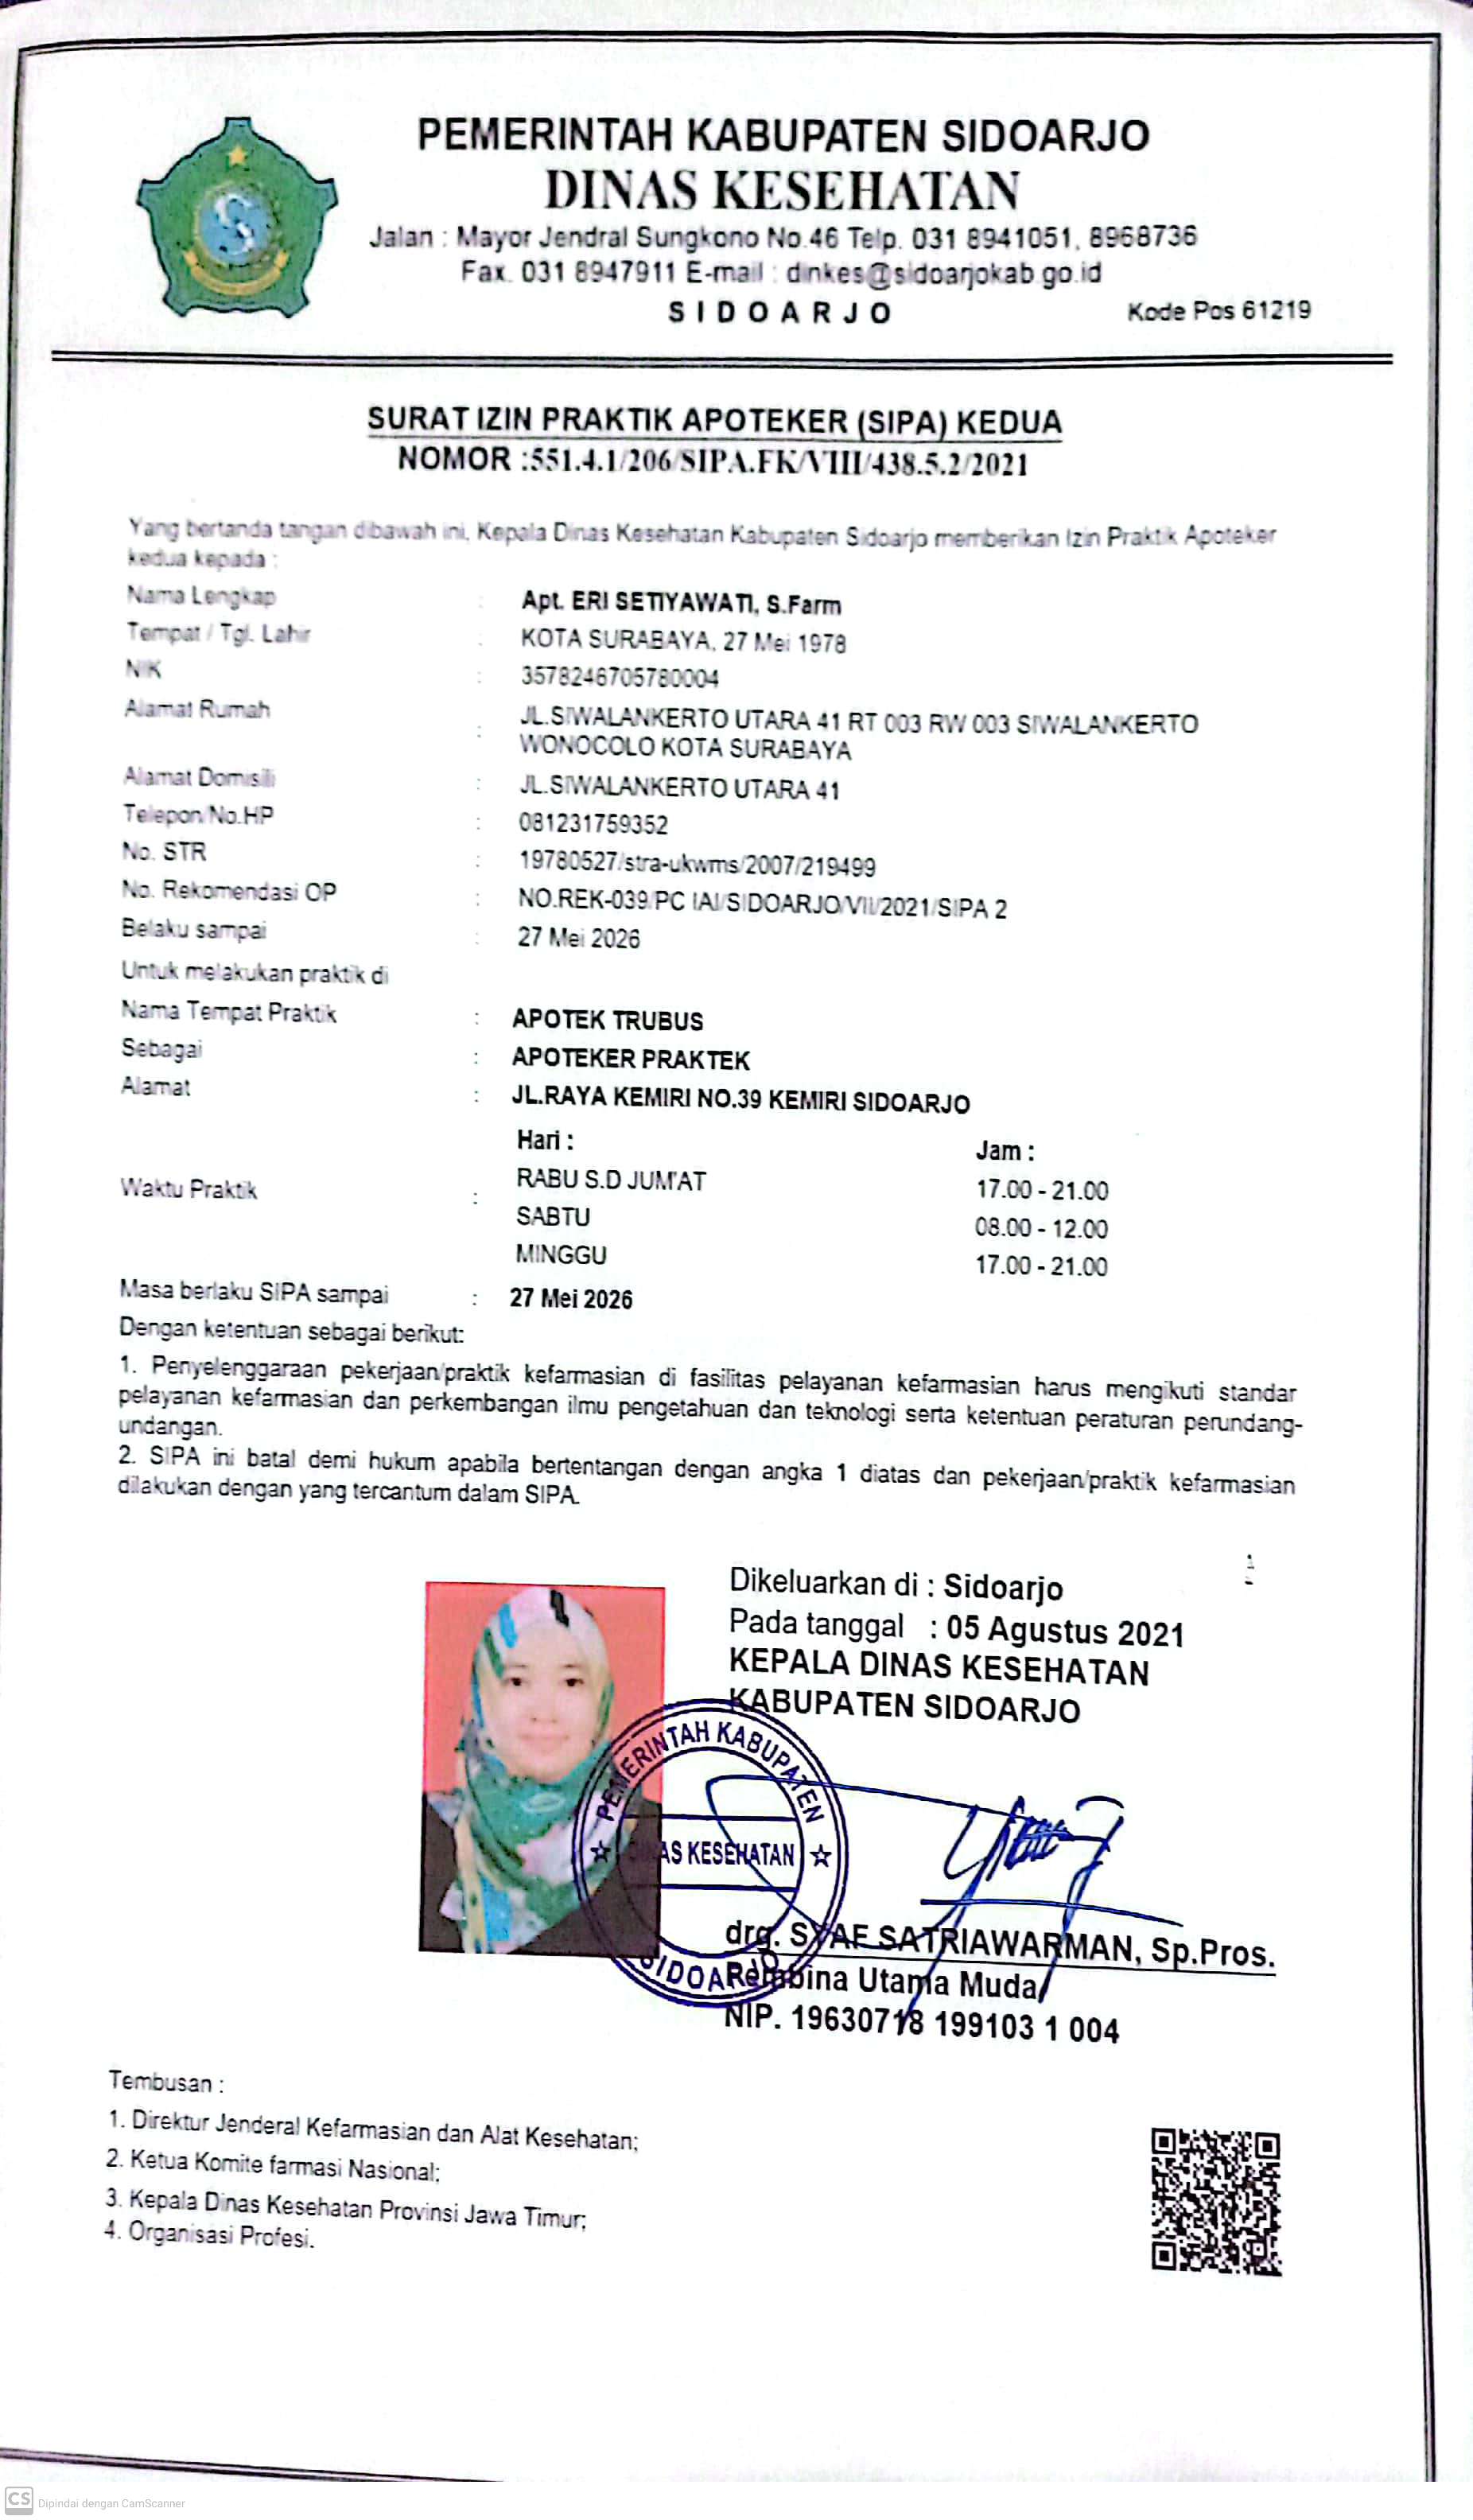 PEMERINTAH KABUPATEN SIDOARJO
DINAS KESEHATAN
Jalan : Mayor Jendral Sungkono No.46 Telp. 031 8941051, 8968736
Fax. 031 8947911 E-mail : dinkes@sidoarjokab.go.id
SIDOARJO Kode Pos 61219
SURAT IZIN PRAKTIK APOTEKER (SIPA) KEDUA
NOMOR :551.4.1/206/SIPA.FK/VIII/438.5.2/2021
Yang bertanda tangan dibawah ini, Kepala Dinas Kesehatan Kabupaten Sidoarjo memberikan Izin Praktik Apoteker
kedua kepada :
Nama Lengkap : Apt. ERI SETIYAWATI, S.Farm
Tempat / Tgl. Lahir : KOTA SURABAYA, 27 Mei 1978
NIK : 3578246705780004
Alamat Rumah : JL.SIWALANKERTO UTARA 41 RT 003 RW 003 SIWALANKERTO
WONOCOLO KOTA SURABAYA
Alamat Domisili : JL.SIWALANKERTO UTARA 41
Telepon/No.HP : 081231759352
No. STR : 19780527/stra-ukwms/2007/219499
No. Rekomendasi OP : NO.REK-039/PC IAI/SIDOARJO/VII/2021/SIPA 2
Belaku sampai : 27 Mei 2026
Untuk melakukan praktik di
Nama Tempat Praktik : APOTEK TRUBUS
Sebagai : APOTEKER PRAKTEK
Alamat : JL.RAYA KEMIRI NO.39 KEMIRI SIDOARJO
Hari : Jam :
Waktu Praktik : RABU S.D JUM'AT 17.00 - 21.00
SABTU 08.00 - 12.00
MINGGU 17.00 - 21.00
Masa berlaku SIPA sampai : 27 Mei 2026
Dengan ketentuan sebagai berikut:
1. Penyelenggaraan pekerjaan/praktik kefarmasian di fasilitas pelayanan kefarmasian harus mengikuti standar
pelayanan kefarmasian dan perkembangan ilmu pengetahuan dan teknologi serta ketentuan peraturan perundang-
undangan.
2. SIPA ini batal demi hukum apabila bertentangan dengan angka 1 diatas dan pekerjaan/praktik kefarmasian
dilakukan dengan yang tercantum dalam SIPA.
Dikeluarkan di : Sidoarjo
Pada tanggal : 05 Agustus 2021
KEPALA DINAS KESEHATAN
KABUPATEN SIDOARJO
PEMERINTAH KABUPATEN
DINAS KESEHATAN
SIDOARJO
drg. SYAF SATRIAWARMAN, Sp.Pros.
Pembina Utama Muda
NIP. 19630718 199103 1 004
Tembusan :
1. Direktur Jenderal Kefarmasian dan Alat Kesehatan;
2. Ketua Komite farmasi Nasional;
3. Kepala Dinas Kesehatan Provinsi Jawa Timur;
4. Organisasi Profesi.
CS Dipindai dengan CamScanner